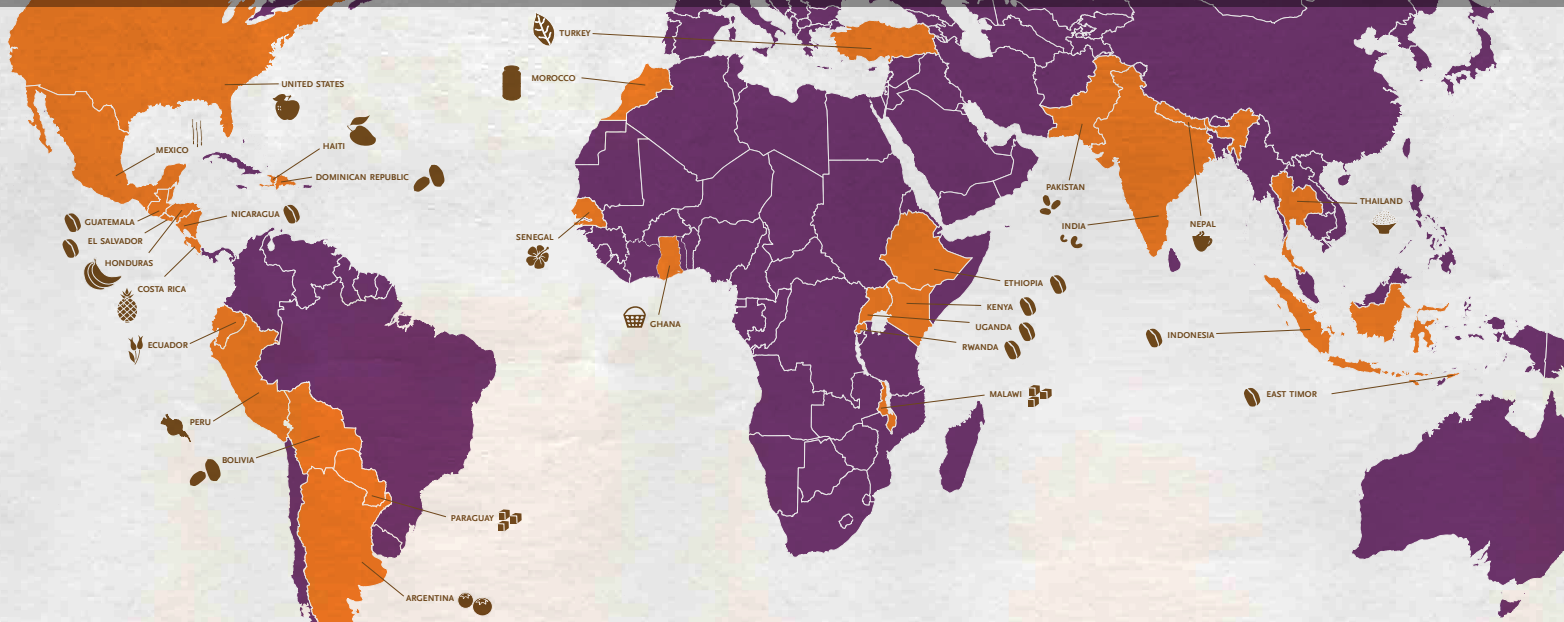 TURKEY
MOROCCO
UNITED STATES
HAITI
MEXICO
DOMINICAN REPUBLIC
NICARAGUA
GUATEMALA
EL SALVADOR
HONDURAS
COSTA RICA
ECUADOR
PERU
BOLIVIA
PARAGUAY
ARGENTINA
SENEGAL
GHANA
ETHIOPIA
KENYA
UGANDA
RWANDA
MALAWI
PAKISTAN
INDIA
NEPAL
THAILAND
INDONESIA
EAST TIMOR